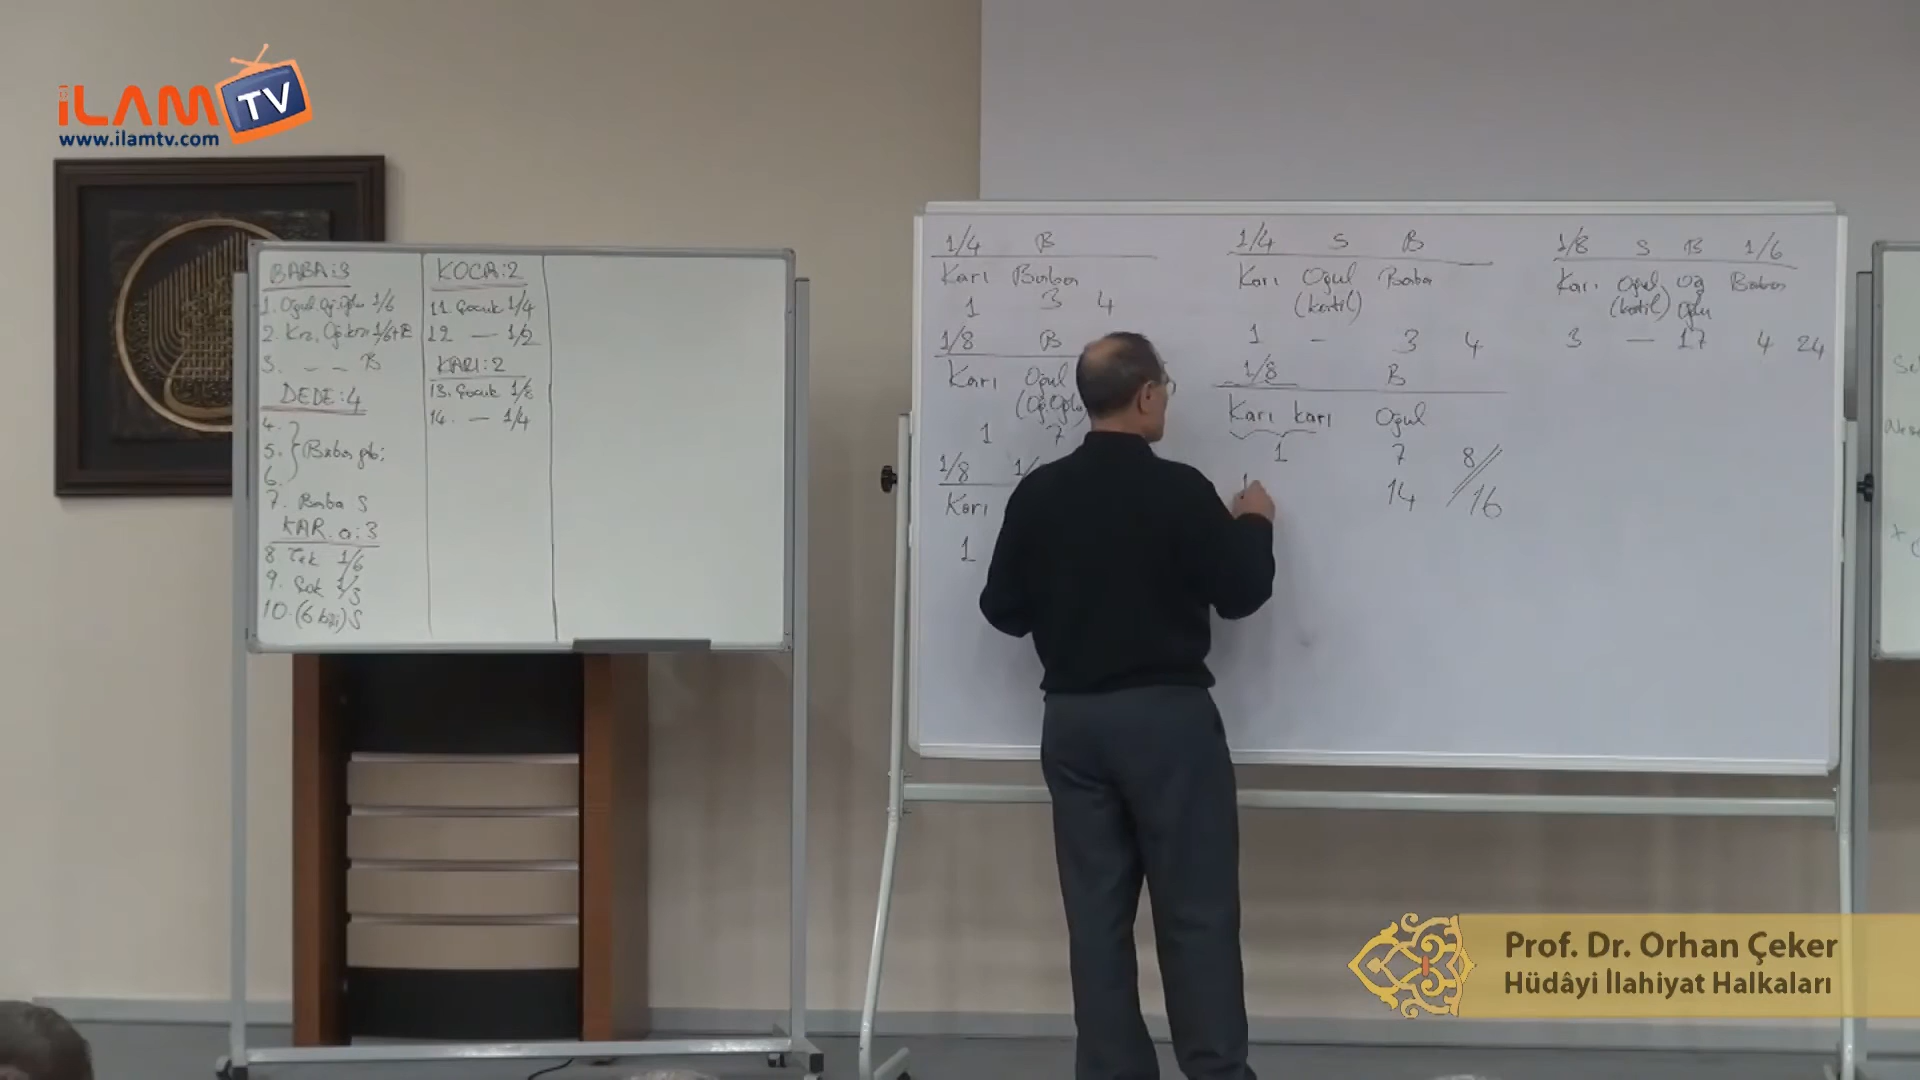 iLAM TV
www.ilamtv.com
BABA:3
1. Oğul, Oğ.Oğlu 1/6
2. Kız, Oğ kızı 1/6+B
3. _ _ B
DEDE:4
4.
5. Baba gibi
6.
7. Baba S
KAR. a:3
8 Tek 1/6
9. Çok 1/3
10.(6 kişi) S
KOCA:2
11. Çocuk 1/4
12 — 1/2
KARI:2
13. Çocuk 1/8
14. — 1/4
1/4 B
Karı Baba
1 3 4
1/8 B
Karı Oğul
(Oğ.Oğlu
1 7
1/8 1/
Karı
1
1/4 S B
Karı Oğul Baba
(katil)
1 - 3 4
1/8 B
Karı karı Oğul
1 7 8
14 16
1/8 S B 1/6
Karı Oğul Oğ Baba
(katil) Oğlu
3 — 17 4 24
Prof. Dr. Orhan Çeker
Hüdâyi İlahiyat Halkaları